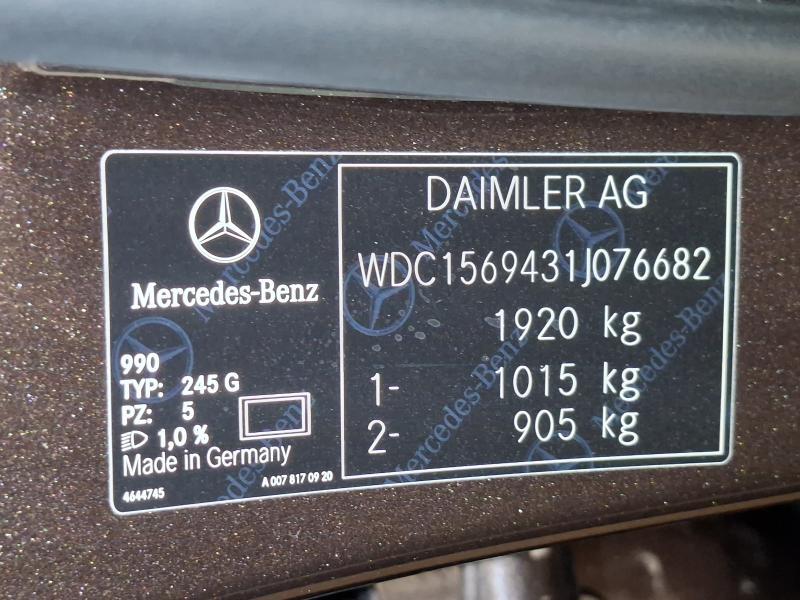 Mercedes-Benz
990
TYP: 245 G
PZ: 5
1,0 %
Made in Germany
4644745
A 007 817 09 20
DAIMLER AG
WDC1569431J076682
1920 kg
1- 1015 kg
2- 905 kg